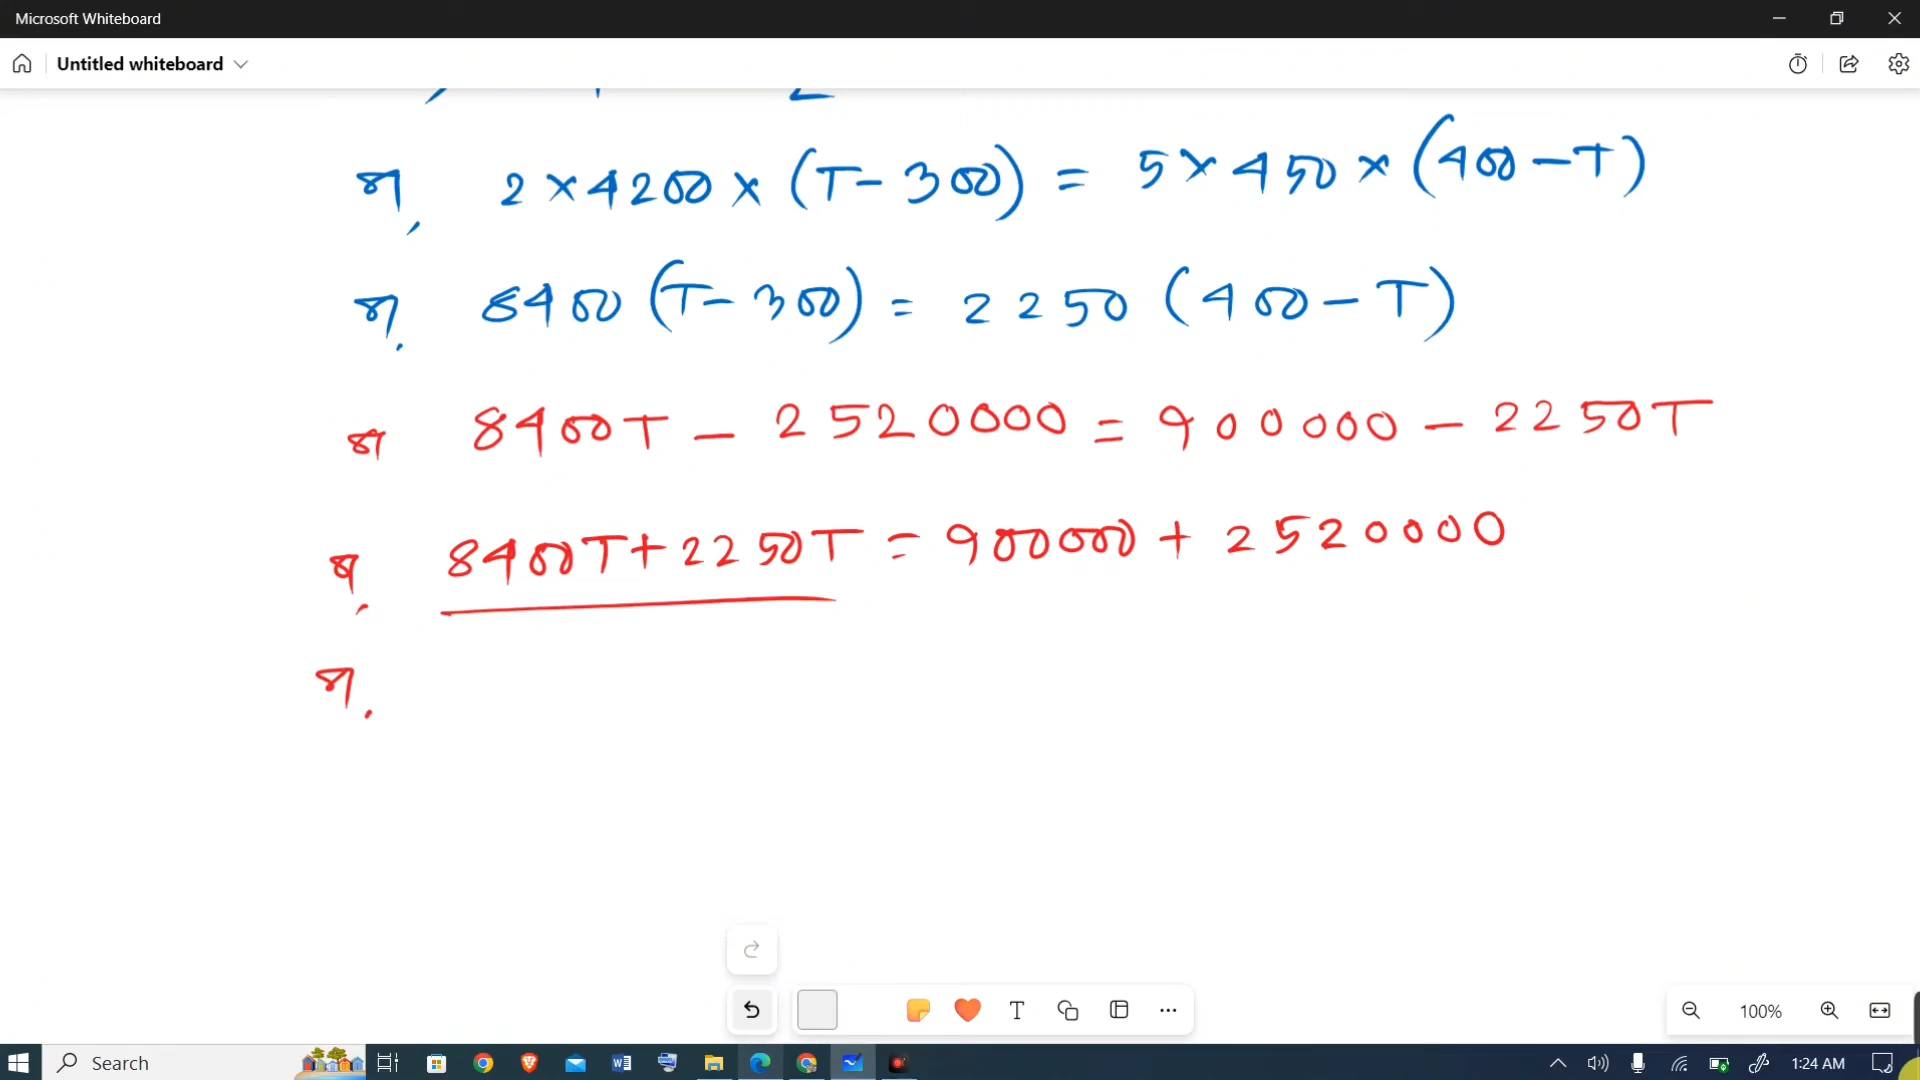 Microsoft Whiteboard
Untitled whiteboard
বা, 2 × 4200 × (T - 300) = 5 × 450 × (400 - T)
বা, 8400 (T - 300) = 2250 (400 - T)
বা 8400T - 2520000 = 900000 - 2250T
বা, 8400T + 2250T = 900000 + 2520000
বা,
100%
Search
1:24 AM